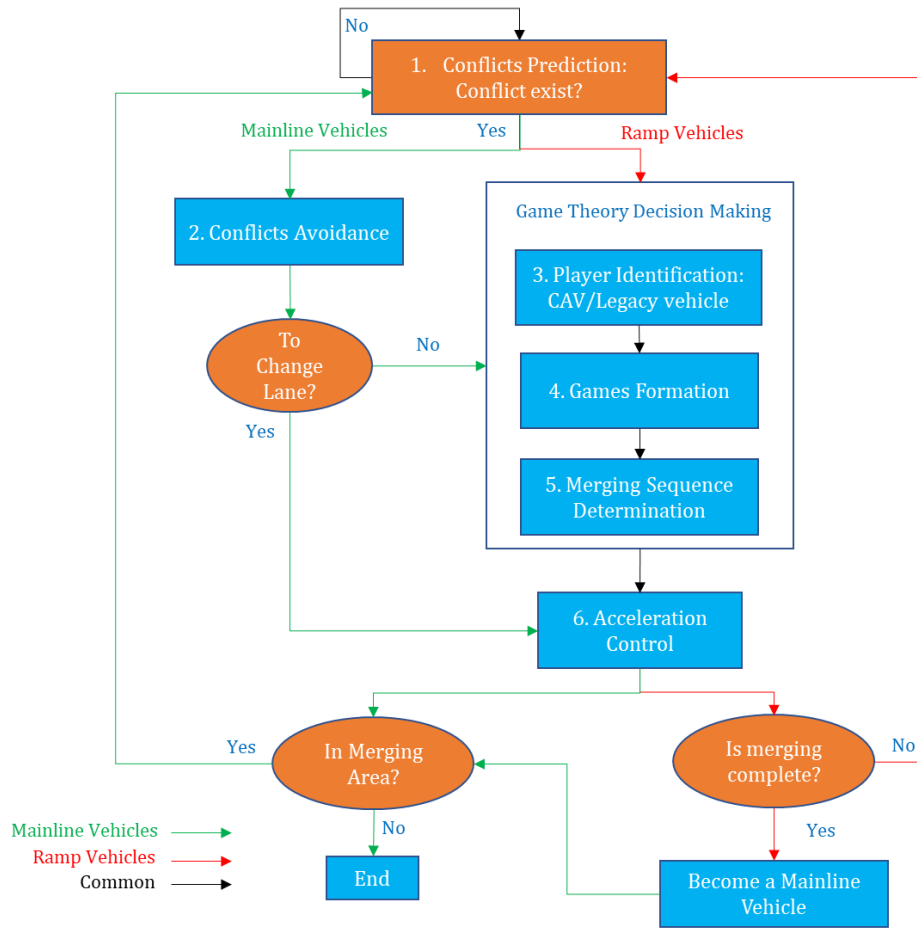 No
1. Conflicts Prediction:
Conflict exist?
Mainline Vehicles
Yes
Ramp Vehicles
Game Theory Decision Making
2. Conflicts Avoidance
3. Player Identification:
CAV/Legacy vehicle
To
Change
Lane?
No
4. Games Formation
Yes
5. Merging Sequence
Determination
6. Acceleration
Control
Yes
In Merging
Area?
Is merging
complete?
No
Mainline Vehicles
Ramp Vehicles
Common
No
Yes
End
Become a Mainline
Vehicle